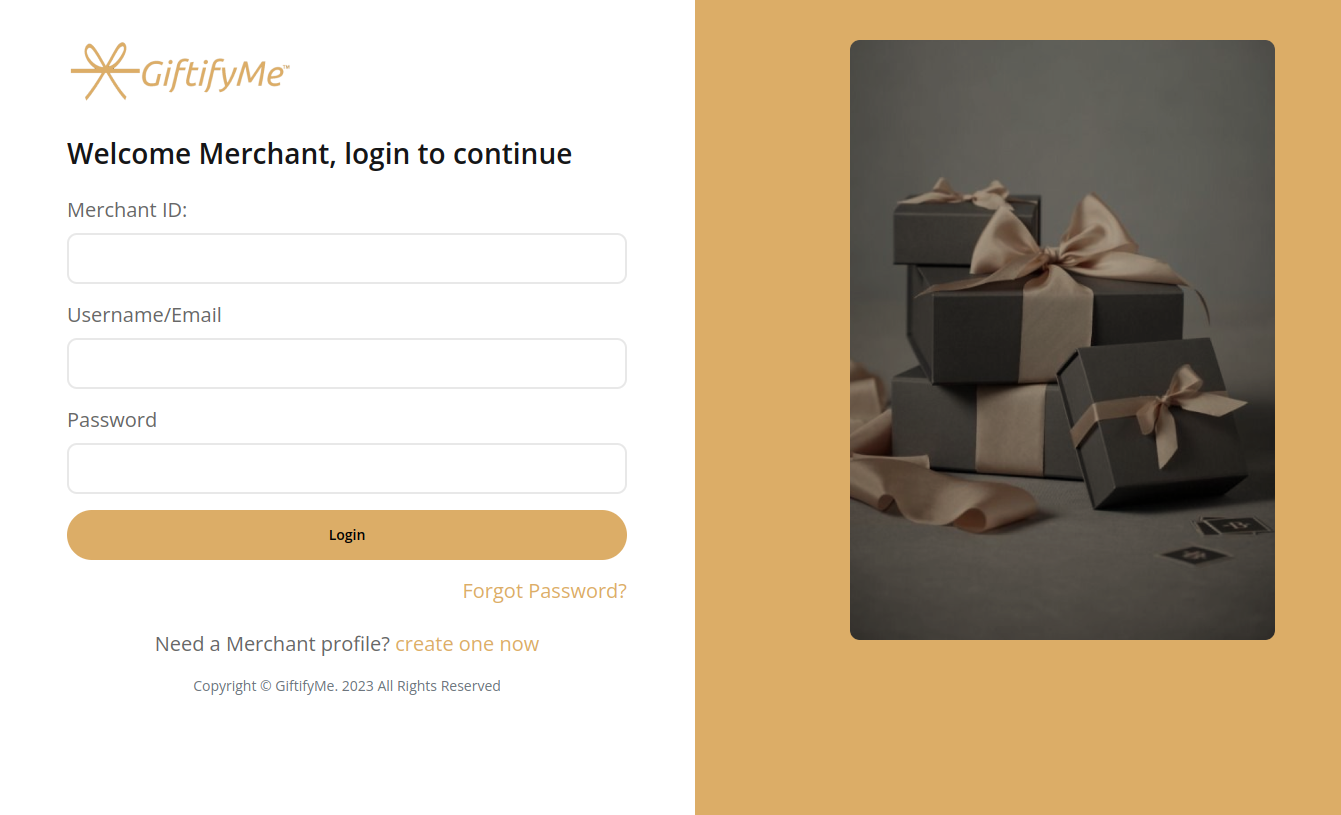 GiftifyMe™
Welcome Merchant, login to continue
Merchant ID:
Username/Email
Password
Login
Forgot Password?
Need a Merchant profile? create one now
Copyright © GiftifyMe. 2023 All Rights Reserved